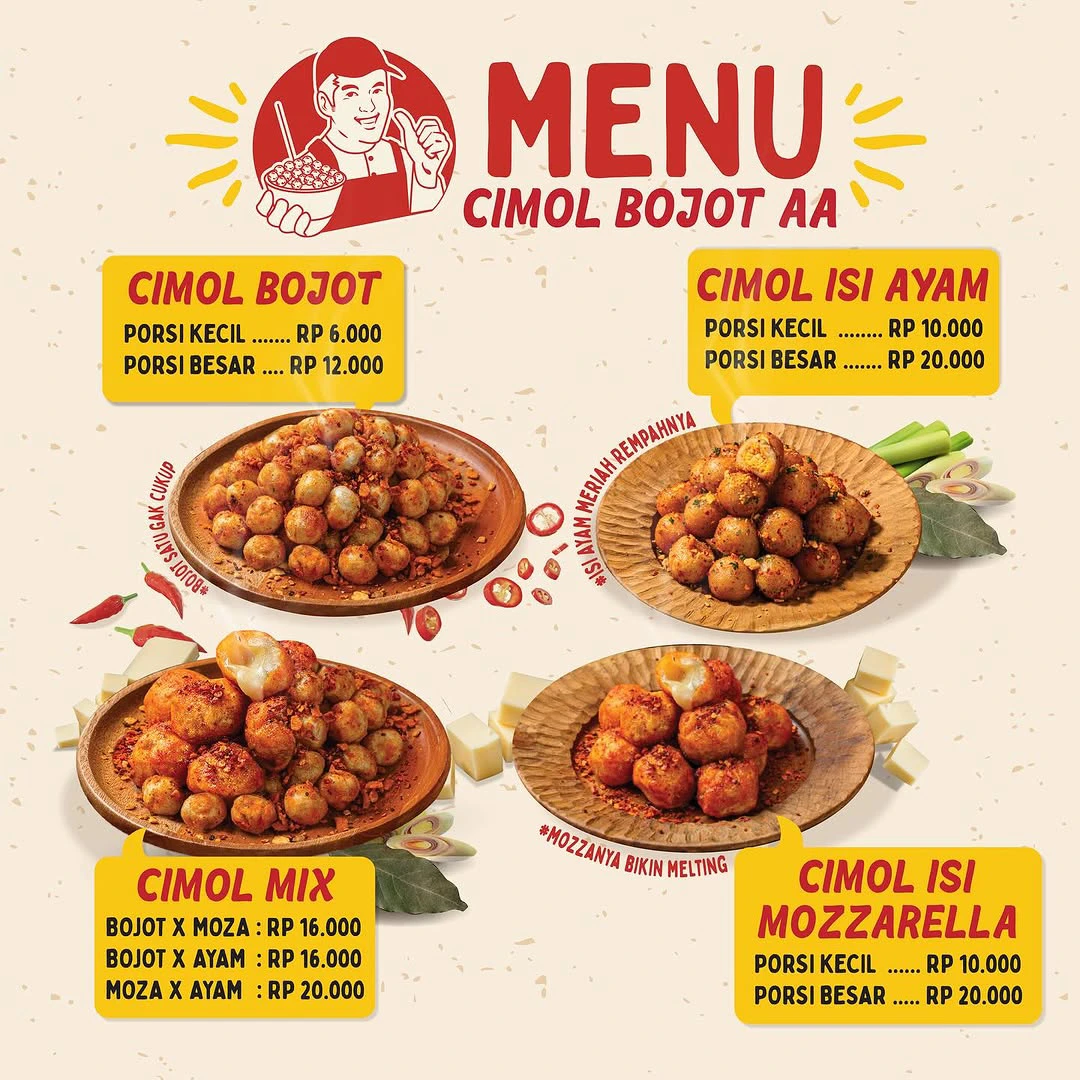 MENU
CIMOL BOJOT AA
CIMOL BOJOT
PORSI KECIL ....... RP 6.000
PORSI BESAR .... RP 12.000
CIMOL ISI AYAM
PORSI KECIL ........ RP 10.000
PORSI BESAR ....... RP 20.000
#BOJOT SATU GAK CUKUP
#ISI AYAM MERIAH REMPAHNYA
CIMOL MIX
BOJOT X MOZA : RP 16.000
BOJOT X AYAM : RP 16.000
MOZA X AYAM : RP 20.000
#MOZZANYA BIKIN MELTING
CIMOL ISI
MOZZARELLA
PORSI KECIL ...... RP 10.000
PORSI BESAR ..... RP 20.000